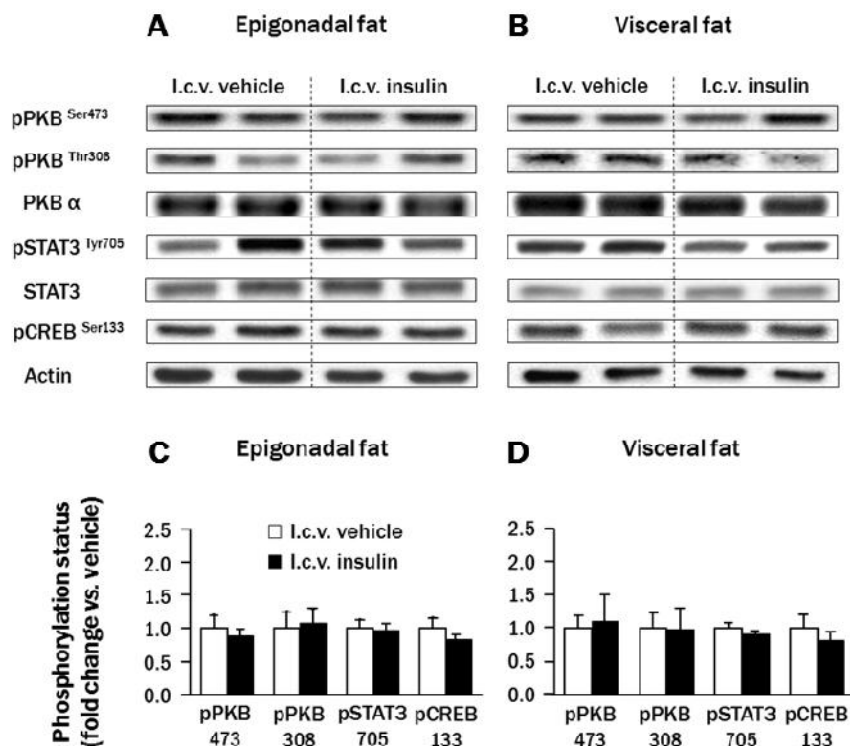 A Epigonadal fat
B Visceral fat
I.c.v. vehicle I.c.v. insulin
I.c.v. vehicle I.c.v. insulin
pPKB Ser473
pPKB Thr308
PKB α
pSTAT3 Tyr705
STAT3
pCREB Ser133
Actin
C Epigonadal fat
D Visceral fat
Phosphorylation status
(fold change vs. vehicle)
2.5
2.0
1.5
1.0
0.5
0.0
I.c.v. vehicle
I.c.v. insulin
pPKB pPKB pSTAT3 pCREB
473 308 705 133
2.5
2.0
1.5
1.0
0.5
0.0
pPKB pPKB pSTAT3 pCREB
473 308 705 133